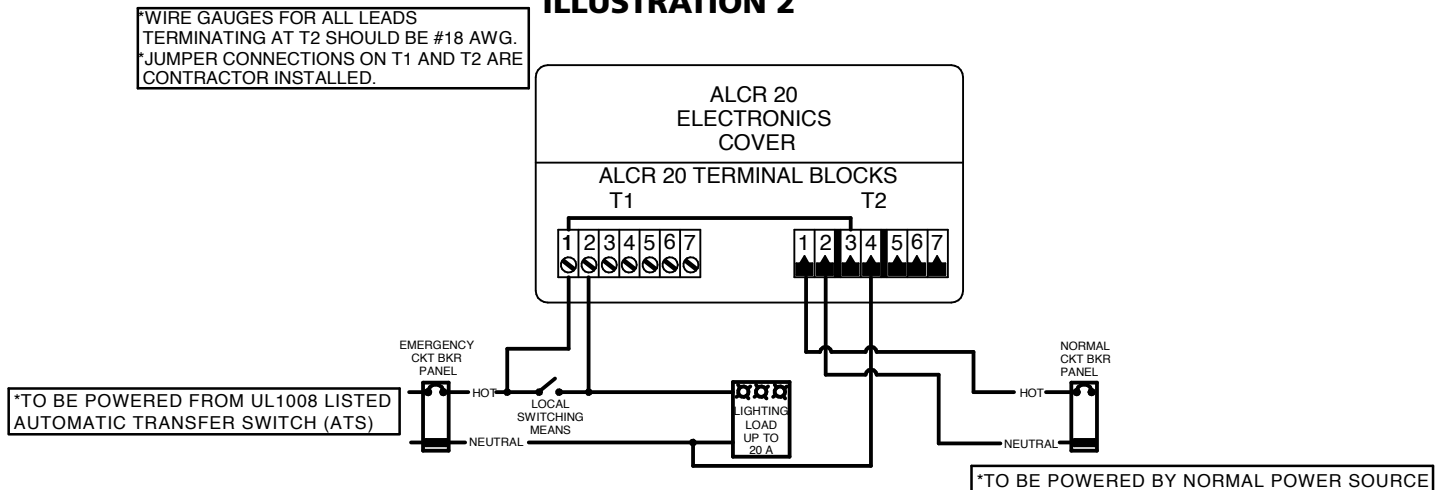 ILLUSTRATION 2
*WIRE GAUGES FOR ALL LEADS
TERMINATING AT T2 SHOULD BE #18 AWG.
*JUMPER CONNECTIONS ON T1 AND T2 ARE
CONTRACTOR INSTALLED.
ALCR 20
ELECTRONICS
COVER
ALCR 20 TERMINAL BLOCKS
T1 T2
1 2 3 4 5 6 7 1 2 3 4 5 6 7
EMERGENCY
CKT BKR
PANEL
HOT
LOCAL
SWITCHING
MEANS
NEUTRAL
LIGHTING
LOAD
UP TO
20 A
NORMAL
CKT BKR
PANEL
HOT
NEUTRAL
*TO BE POWERED FROM UL1008 LISTED
AUTOMATIC TRANSFER SWITCH (ATS)
*TO BE POWERED BY NORMAL POWER SOURCE